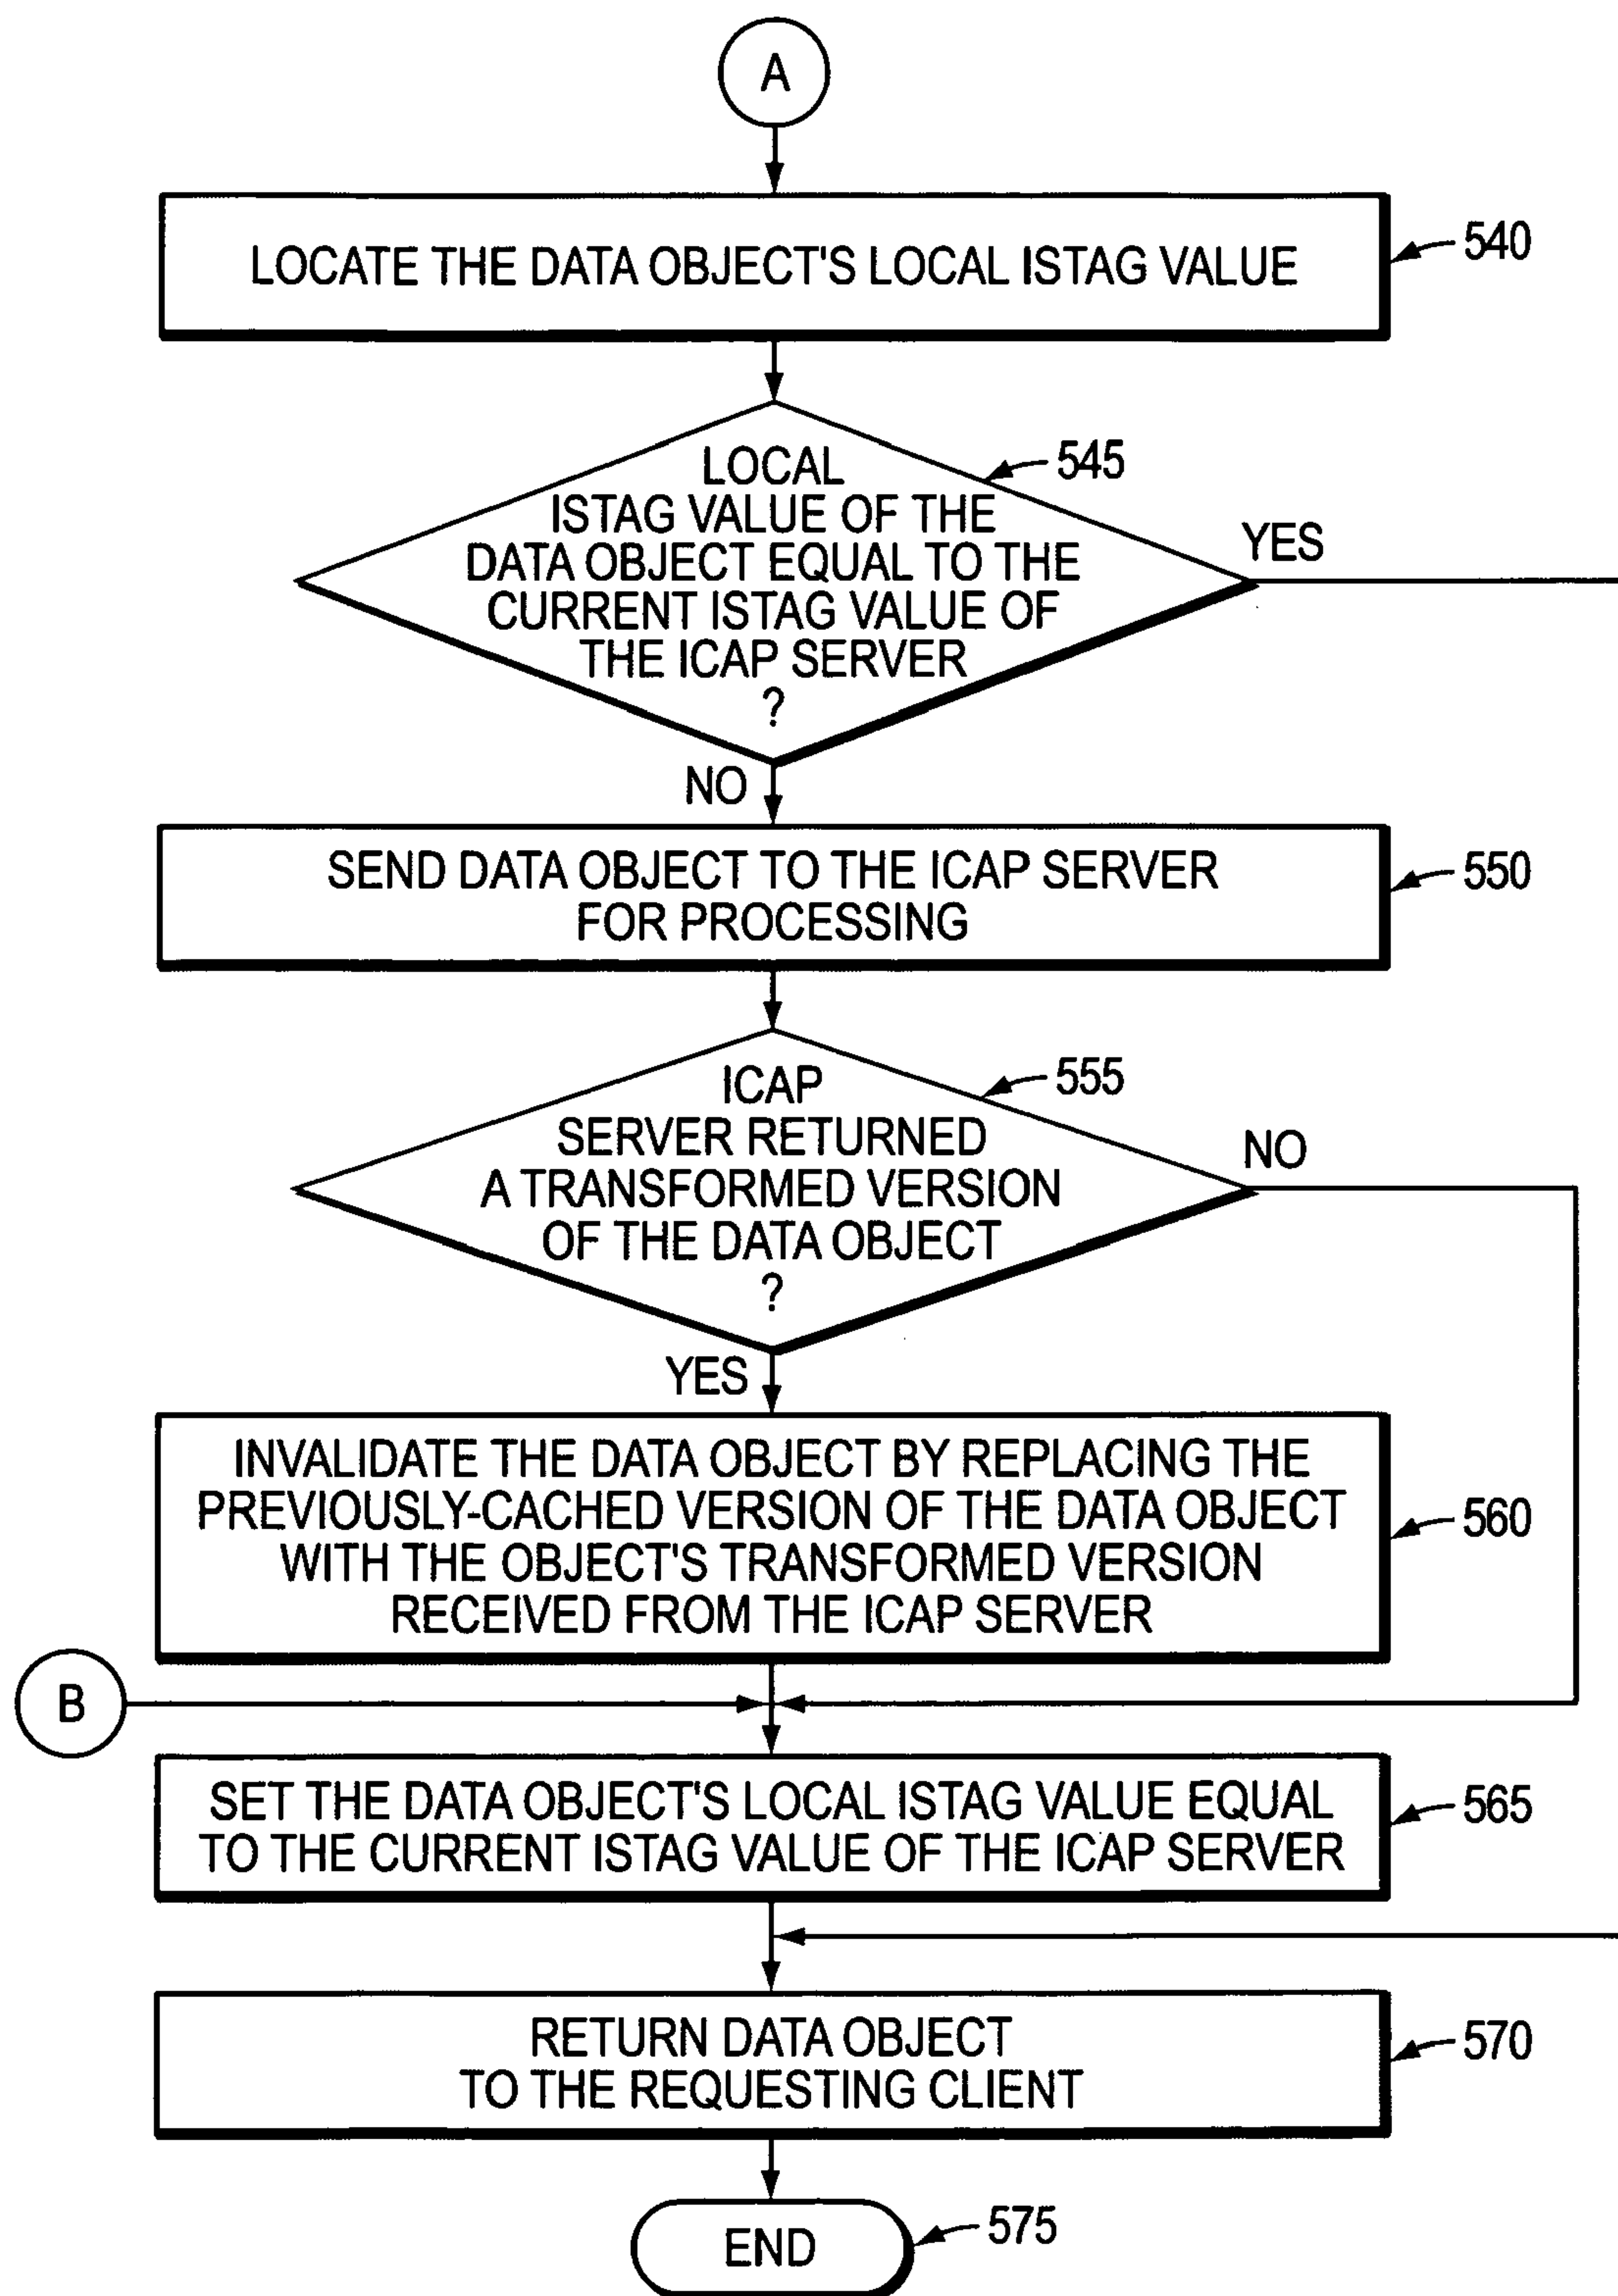 A
LOCATE THE DATA OBJECT'S LOCAL ISTAG VALUE
540
LOCAL
ISTAG VALUE OF THE
DATA OBJECT EQUAL TO THE
CURRENT ISTAG VALUE OF
THE ICAP SERVER
?
545
YES
NO
SEND DATA OBJECT TO THE ICAP SERVER
FOR PROCESSING
550
ICAP
SERVER RETURNED
A TRANSFORMED VERSION
OF THE DATA OBJECT
?
555
NO
YES
INVALIDATE THE DATA OBJECT BY REPLACING THE
PREVIOUSLY-CACHED VERSION OF THE DATA OBJECT
WITH THE OBJECT'S TRANSFORMED VERSION
RECEIVED FROM THE ICAP SERVER
560
B
SET THE DATA OBJECT'S LOCAL ISTAG VALUE EQUAL
TO THE CURRENT ISTAG VALUE OF THE ICAP SERVER
565
RETURN DATA OBJECT
TO THE REQUESTING CLIENT
570
END
575